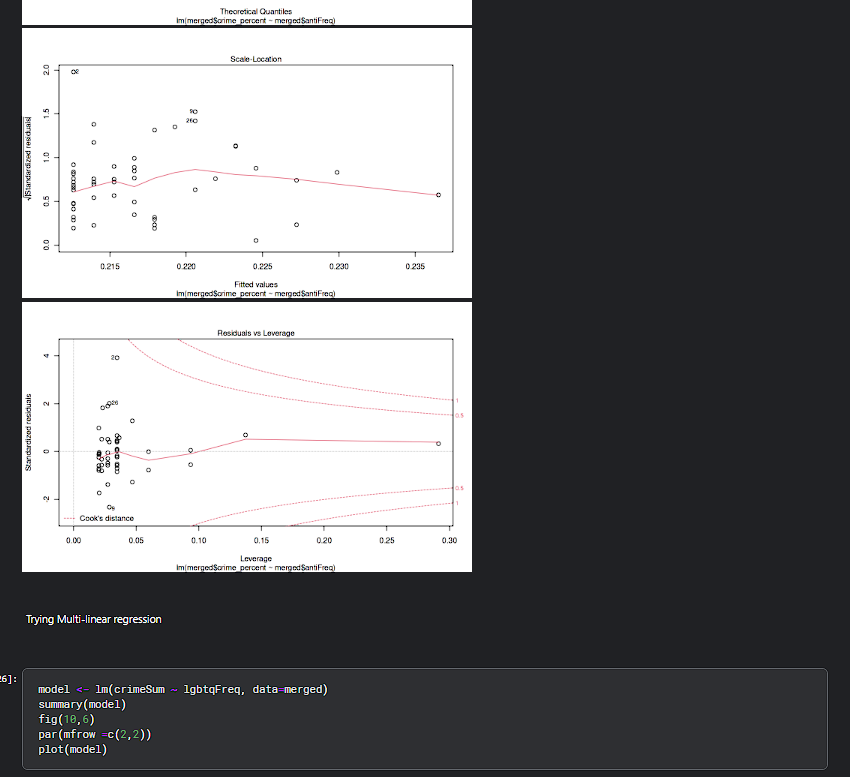 Theoretical Quantiles
lm(merged$crime_percent ~ merged$antiFreq)
Scale-Location
√|Standardized residuals|
0.0
0.5
1.0
1.5
2.0
2
9
26
0.215
0.220
0.225
0.230
0.235
Fitted values
lm(merged$crime_percent ~ merged$antiFreq)
Residuals vs Leverage
Standardized residuals
4
2
0
-2
2
26
9
1
0.5
0.5
1
Cook's distance
0.00
0.05
0.10
0.15
0.20
0.25
0.30
Leverage
lm(merged$crime_percent ~ merged$antiFreq)
Trying Multi-linear regression
26]:
model <- lm(crimeSum ~ lgbtqFreq, data=merged)
summary(model)
fig(10,6)
par(mfrow =c(2,2))
plot(model)